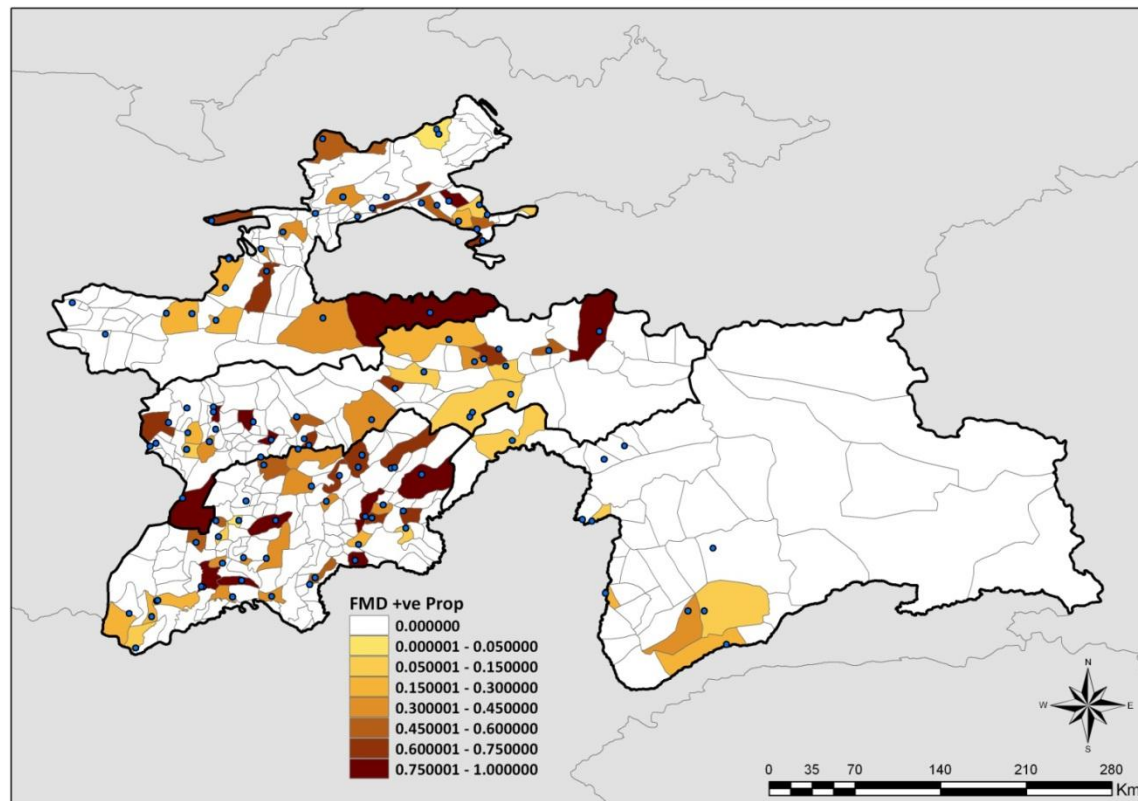 FMD +ve Prop
0.000000
0.000001 - 0.050000
0.050001 - 0.150000
0.150001 - 0.300000
0.300001 - 0.450000
0.450001 - 0.600000
0.600001 - 0.750000
0.750001 - 1.000000
N
W E
S
0 35 70 140 210 280
Km